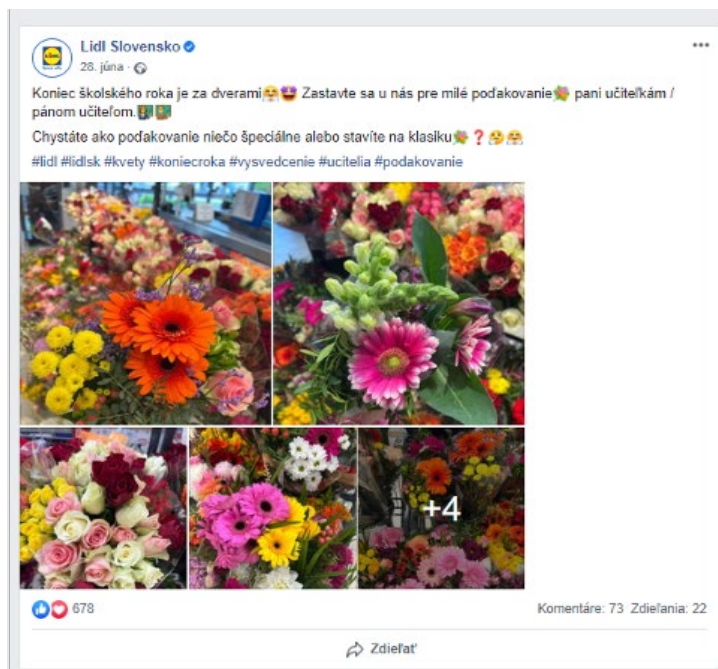 Lidl Slovensko
28. júna ·
Koniec školského roka je za dverami🤗🤩 Zastavte sa u nás pre milé poďakovanie💐 pani učiteľkám /
pánom učiteľom.👩‍🏫👨‍🏫
Chystáte ako poďakovanie niečo špeciálne alebo stavíte na klasiku💐❓🤔🤗
#lidl #lidlsk #kvety #koniecroka #vysvedcenie #ucitelia #podakovanie
+4
678
Komentáre: 73 Zdieľania: 22
Zdieľať